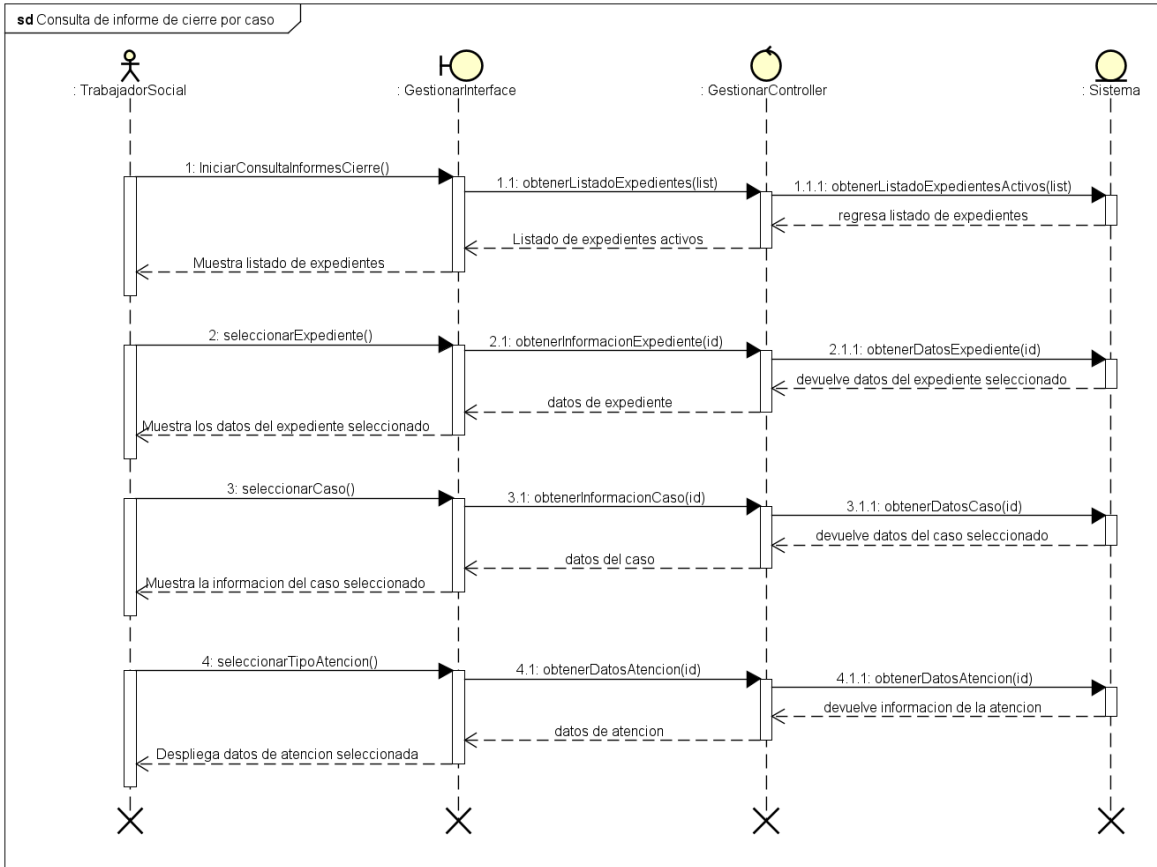 sd Consulta de informe de cierre por caso
: TrabajadorSocial
: GestionarInterface
: GestionarController
: Sistema
1: IniciarConsultaInformesCierre()
1.1: obtenerListadoExpedientes(list)
1.1.1: obtenerListadoExpedientesActivos(list)
regresa listado de expedientes
Listado de expedientes activos
Muestra listado de expedientes
2: seleccionarExpediente()
2.1: obtenerInformacionExpediente(id)
2.1.1: obtenerDatosExpediente(id)
devuelve datos del expediente seleccionado
datos de expediente
Muestra los datos del expediente seleccionado
3: seleccionarCaso()
3.1: obtenerInformacionCaso(id)
3.1.1: obtenerDatosCaso(id)
devuelve datos del caso seleccionado
datos del caso
Muestra la informacion del caso seleccionado
4: seleccionarTipoAtencion()
4.1: obtenerDatosAtencion(id)
4.1.1: obtenerDatosAtencion(id)
devuelve informacion de la atencion
datos de atencion
Despliega datos de atencion seleccionada